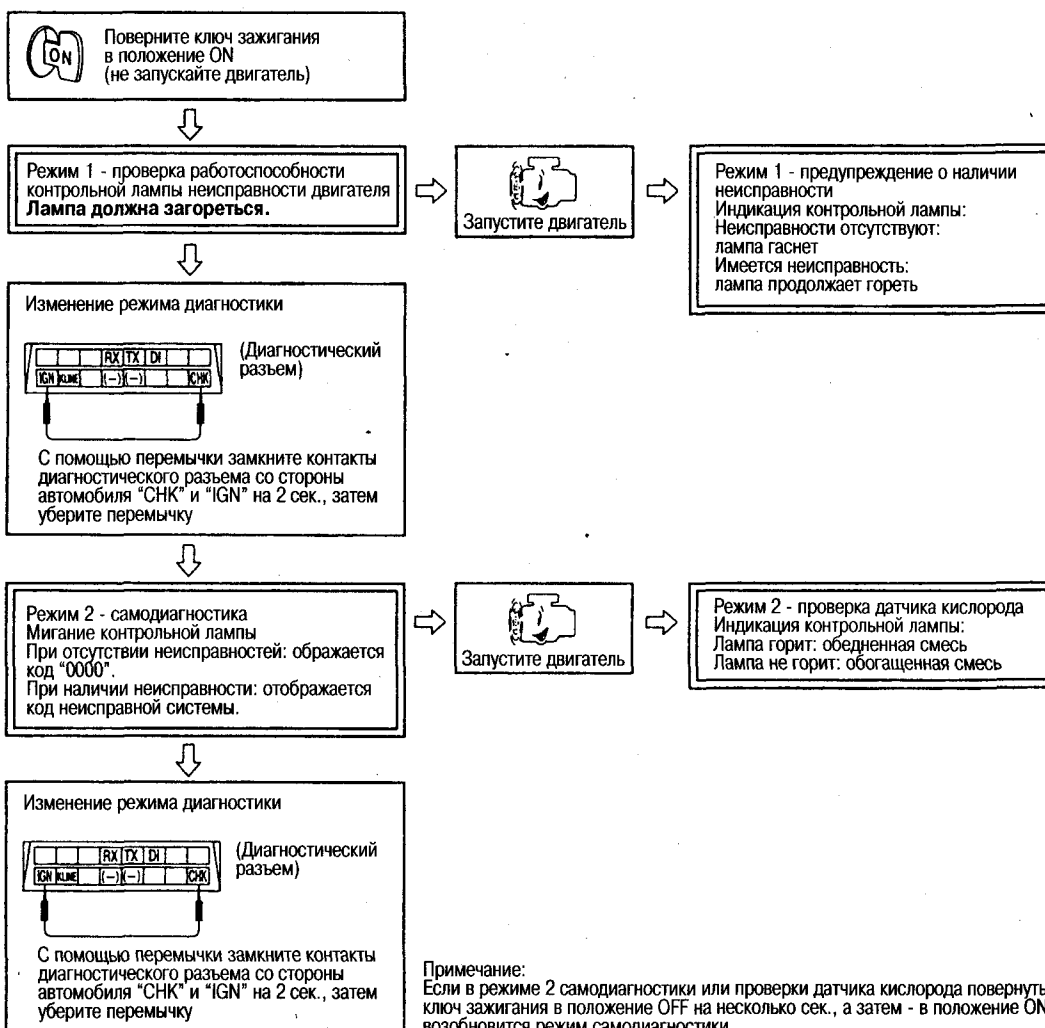 ON
Поверните ключ зажигания
в положение ON
(не запускайте двигатель)
Режим 1 - проверка работоспособности
контрольной лампы неисправности двигателя
Лампа должна загореться.
Запустите двигатель
Режим 1 - предупреждение о наличии
неисправности
Индикация контрольной лампы:
Неисправности отсутствуют:
лампа гаснет
Имеется неисправность:
лампа продолжает гореть
Изменение режима диагностики
RX TX DI
IGN KLINE (–) (–) CHK
(Диагностический
разъем)
С помощью перемычки замкните контакты
диагностического разъема со стороны
автомобиля "CHK" и "IGN" на 2 сек., затем
уберите перемычку
Режим 2 - самодиагностика
Мигание контрольной лампы
При отсутствии неисправностей: ображается
код "0000".
При наличии неисправности: отображается
код неисправной системы.
Запустите двигатель
Режим 2 - проверка датчика кислорода
Индикация контрольной лампы:
Лампа горит: обедненная смесь
Лампа не горит: обогащенная смесь
Изменение режима диагностики
RX TX DI
IGN KLINE (–) (–) CHK
(Диагностический
разъем)
С помощью перемычки замкните контакты
диагностического разъема со стороны
автомобиля "CHK" и "IGN" на 2 сек., затем
уберите перемычку
Примечание:
Если в режиме 2 самодиагностики или проверки датчика кислорода повернуть
ключ зажигания в положение OFF на несколько сек., а затем - в положение ON
возобновится режим самодиагностики